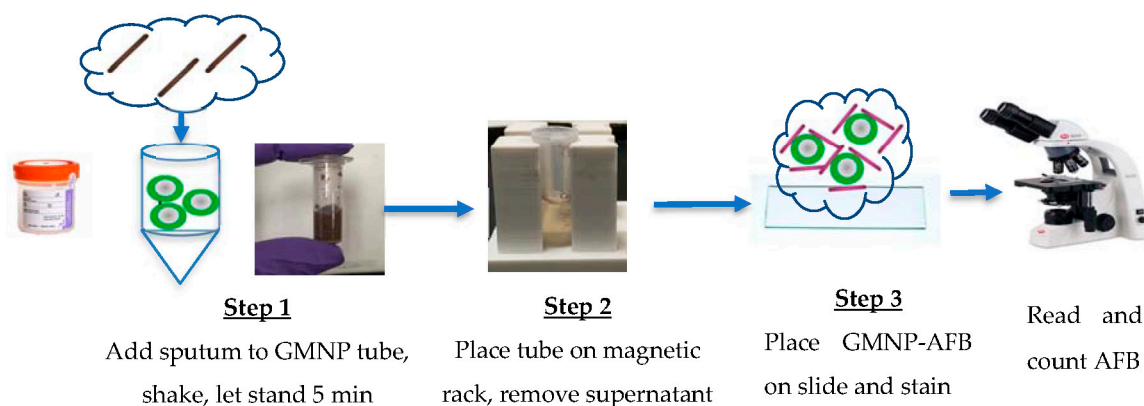 Step 1
Add sputum to GMNP tube,
shake, let stand 5 min
Step 2
Place tube on magnetic
rack, remove supernatant
Step 3
Place GMNP-AFB
on slide and stain
Read and
count AFB